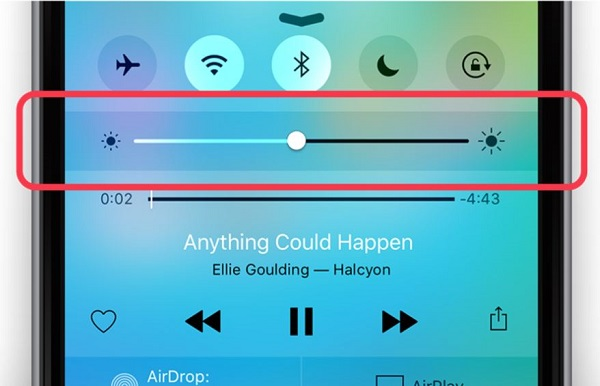 0:02
-4:43
Anything Could Happen
Ellie Goulding — Halcyon
AirDrop:
AirPlay